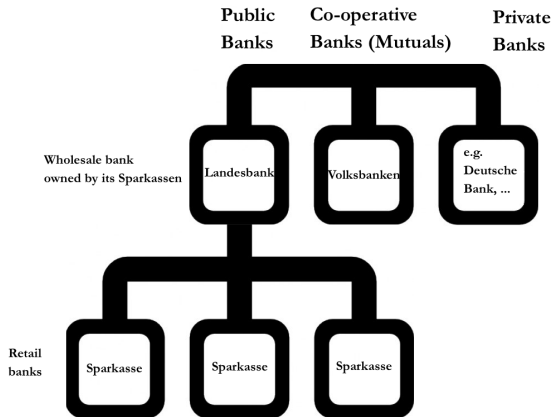 Public
Banks
Co-operative
Banks (Mutuals)
Private
Banks
Wholesale bank
owned by its Sparkassen
Landesbank
Volksbanken
e.g.
Deutsche
Bank, ...
Retail
banks
Sparkasse
Sparkasse
Sparkasse